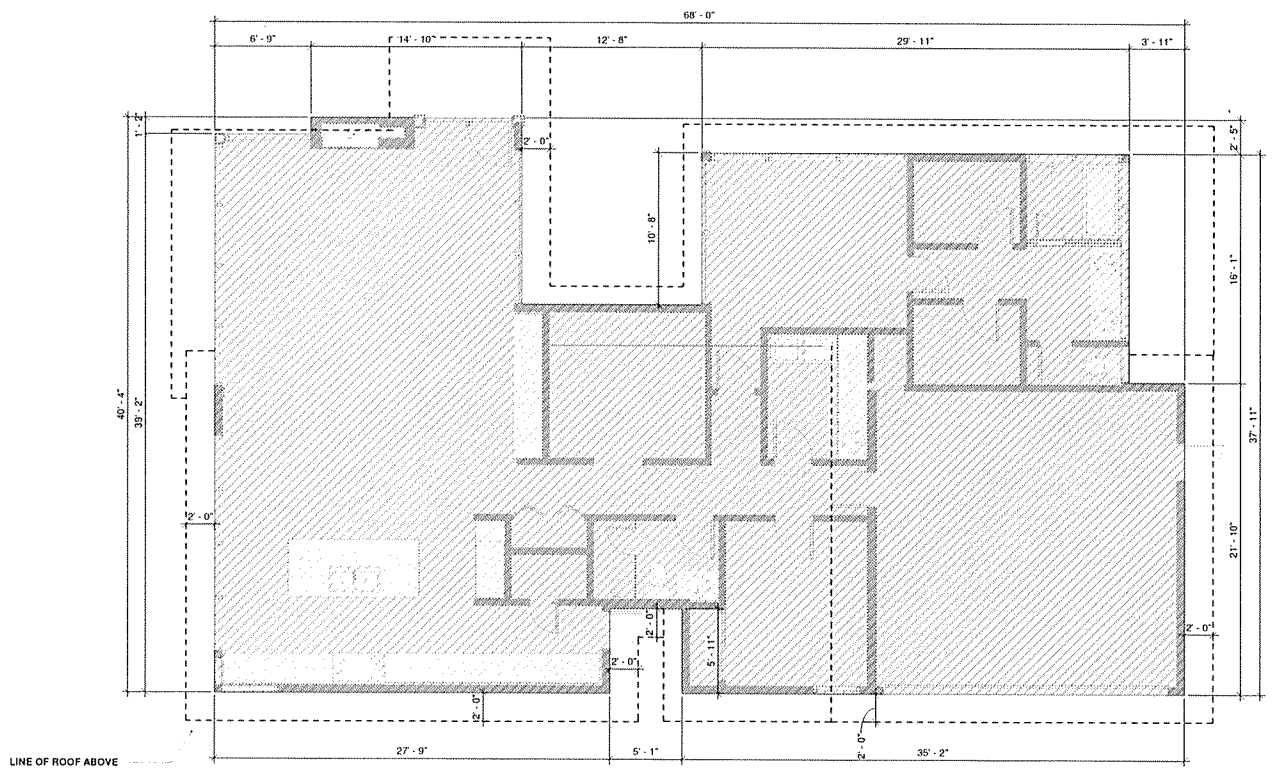 68' - 0"
6' - 9"
14' - 10"
12' - 8"
29' - 11"
3' - 11"
1' - 2"
2' - 5"
2' - 0"
10' - 8"
16' - 1"
40' - 4"
39' - 2"
37' - 11"
2' - 0"
21' - 10"
2' - 0"
5' - 11"
2' - 0"
2' - 0"
2' - 0"
2' - 0"
27' - 9"
5' - 1"
35' - 2"
LINE OF ROOF ABOVE